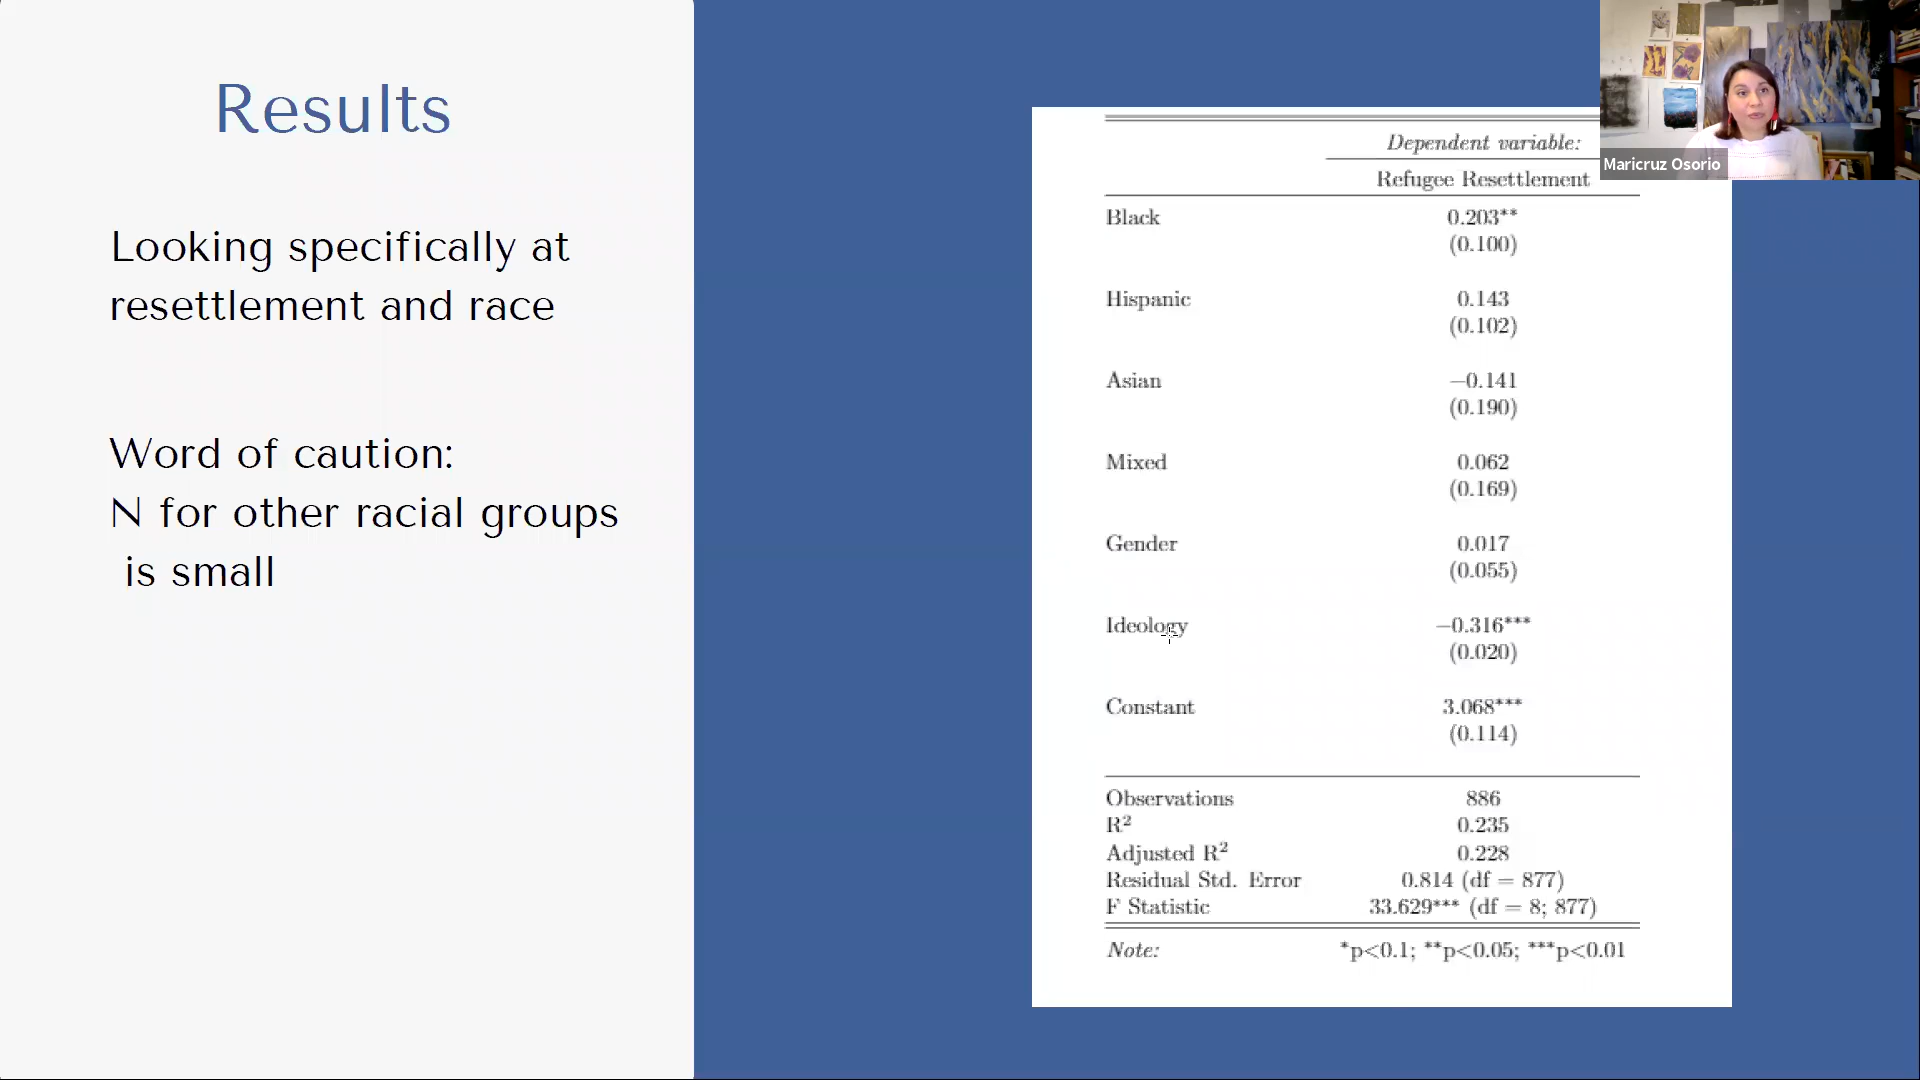 Results
Looking specifically at
resettlement and race
Word of caution:
N for other racial groups
is small
Dependent variable:
Refugee Resettlement
Black 0.203**
(0.100)
Hispanic 0.143
(0.102)
Asian −0.141
(0.190)
Mixed 0.062
(0.169)
Gender 0.017
(0.055)
Ideology −0.316***
(0.020)
Constant 3.068***
(0.114)
Observations 886
R² 0.235
Adjusted R² 0.228
Residual Std. Error 0.814 (df = 877)
F Statistic 33.629*** (df = 8; 877)
Note: *p<0.1; **p<0.05; ***p<0.01
Maricruz Osorio